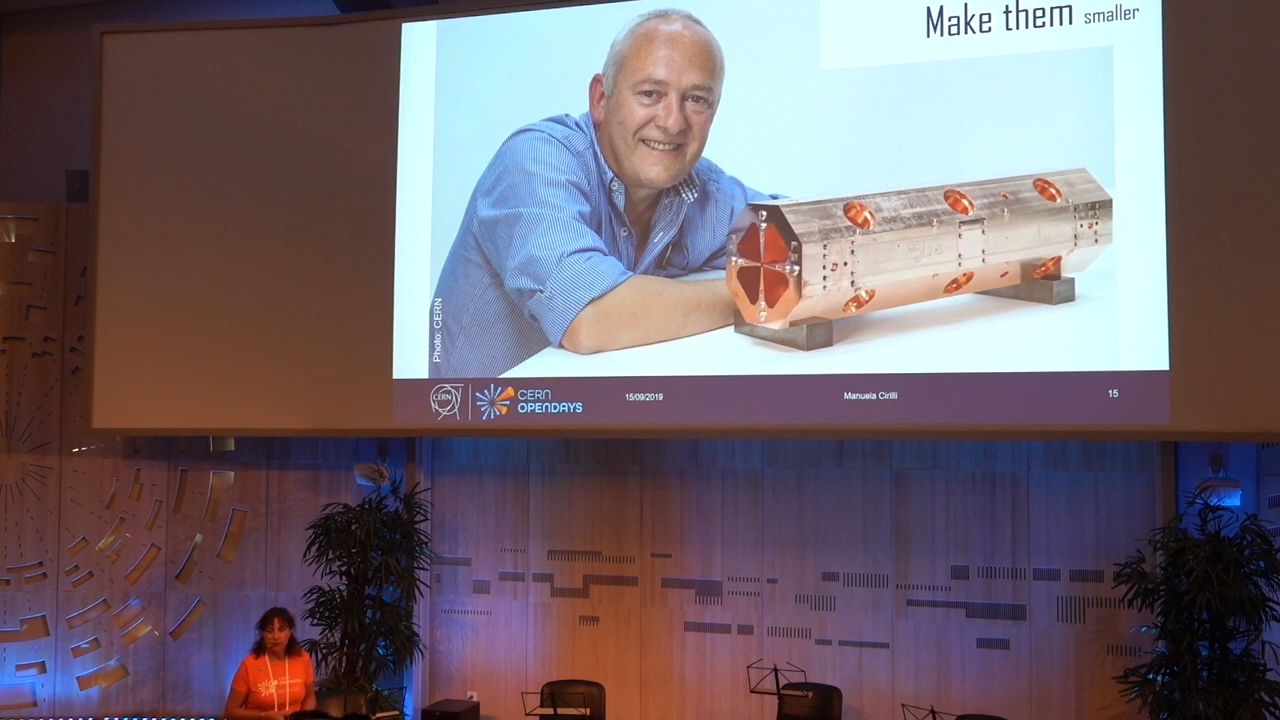 Make them smaller
Photo: CERN
CERN
CERN
OPENDAYS
15/09/2019
Manuela Cirilli
15